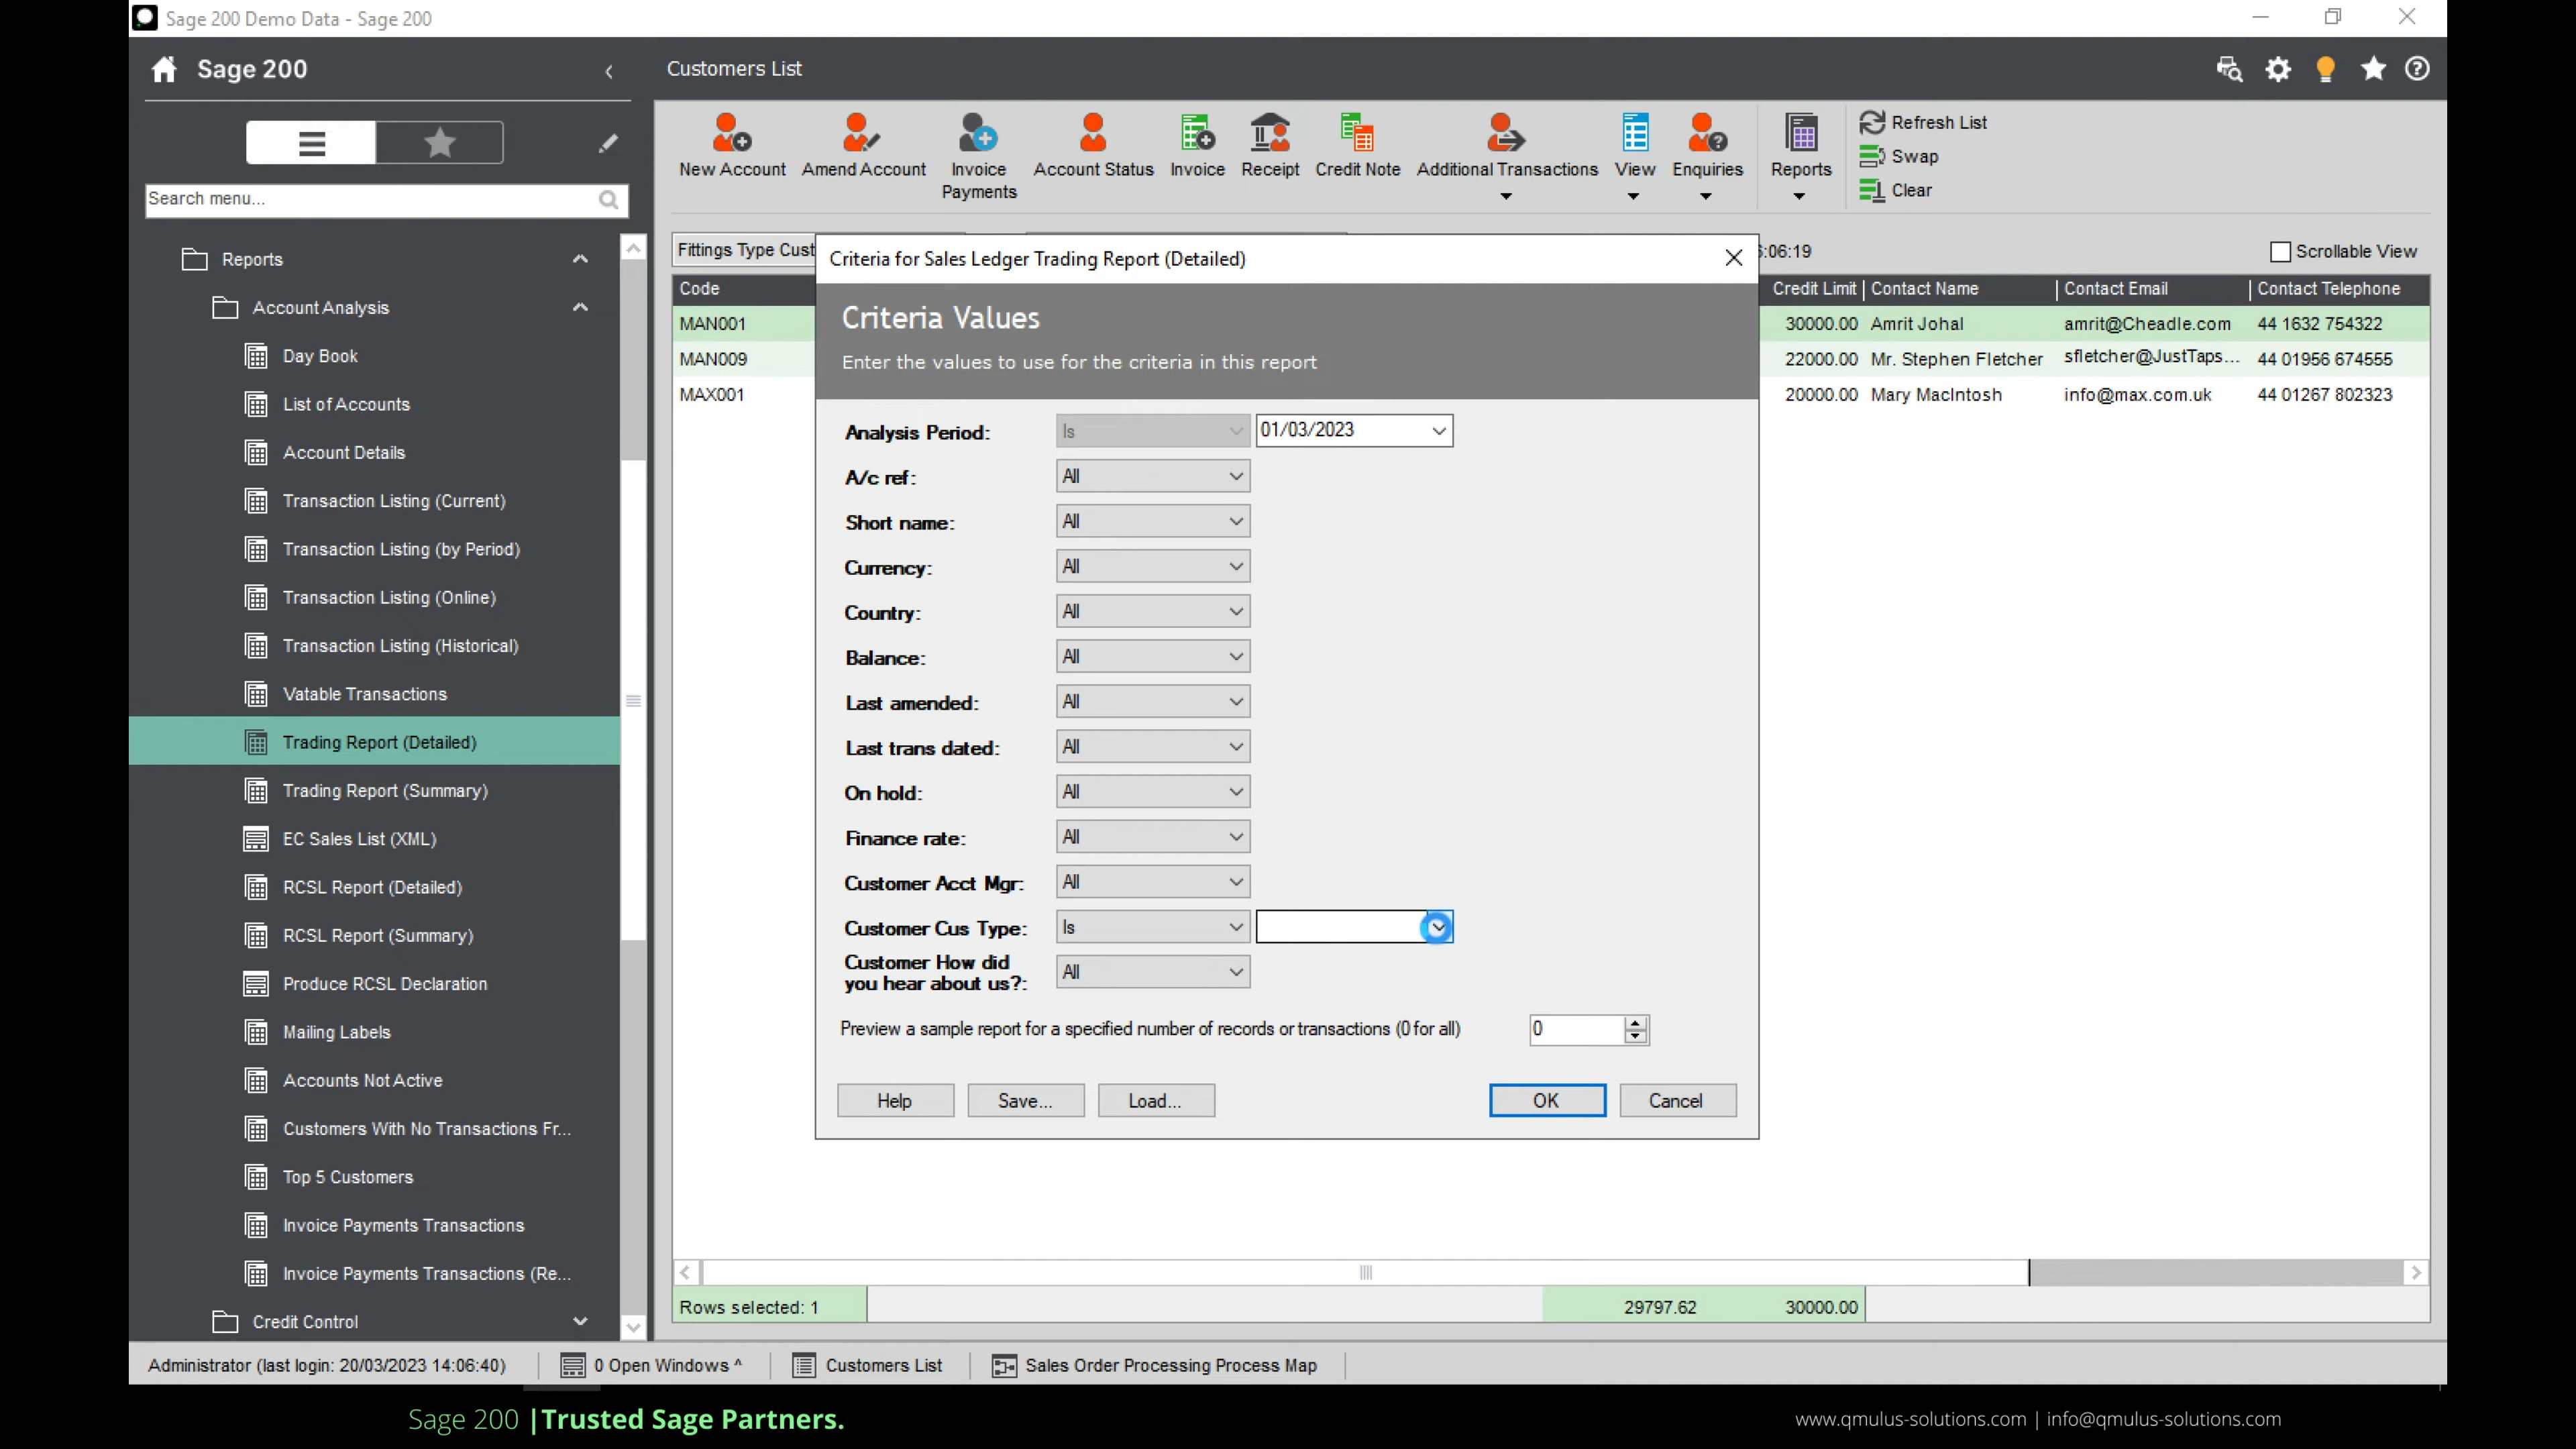 Sage 200 Demo Data - Sage 200
Sage 200
Customers List
New Account
Amend Account
Invoice Payments
Account Status
Invoice
Receipt
Credit Note
Additional Transactions
View
Enquiries
Reports
Refresh List
Swap
Clear
Search menu...
Reports
Account Analysis
Day Book
List of Accounts
Account Details
Transaction Listing (Current)
Transaction Listing (by Period)
Transaction Listing (Online)
Transaction Listing (Historical)
Vatable Transactions
Trading Report (Detailed)
Trading Report (Summary)
EC Sales List (XML)
RCSL Report (Detailed)
RCSL Report (Summary)
Produce RCSL Declaration
Mailing Labels
Accounts Not Active
Customers With No Transactions Fr...
Top 5 Customers
Invoice Payments Transactions
Invoice Payments Transactions (Re...
Credit Control
Fittings Type Cust
:06:19
Scrollable View
Code
Credit Limit
Contact Name
Contact Email
Contact Telephone
MAN001
30000.00 Amrit Johal amrit@Cheadle.com 44 1632 754322
MAN009
22000.00 Mr. Stephen Fletcher sfletcher@JustTaps... 44 01956 674555
MAX001
20000.00 Mary MacIntosh info@max.com.uk 44 01267 802323
Criteria for Sales Ledger Trading Report (Detailed)
Criteria Values
Enter the values to use for the criteria in this report
Analysis Period: Is 01/03/2023
A/c ref: All
Short name: All
Currency: All
Country: All
Balance: All
Last amended: All
Last trans dated: All
On hold: All
Finance rate: All
Customer Acct Mgr: All
Customer Cus Type: Is
Customer How did
you hear about us?: All
Preview a sample report for a specified number of records or transactions (0 for all) 0
Help
Save...
Load...
OK
Cancel
Rows selected: 1
29797.62
30000.00
Administrator (last login: 20/03/2023 14:06:40)
0 Open Windows ^
Customers List
Sales Order Processing Process Map
Sage 200 | Trusted Sage Partners.
www.qmulus-solutions.com | info@qmulus-solutions.com